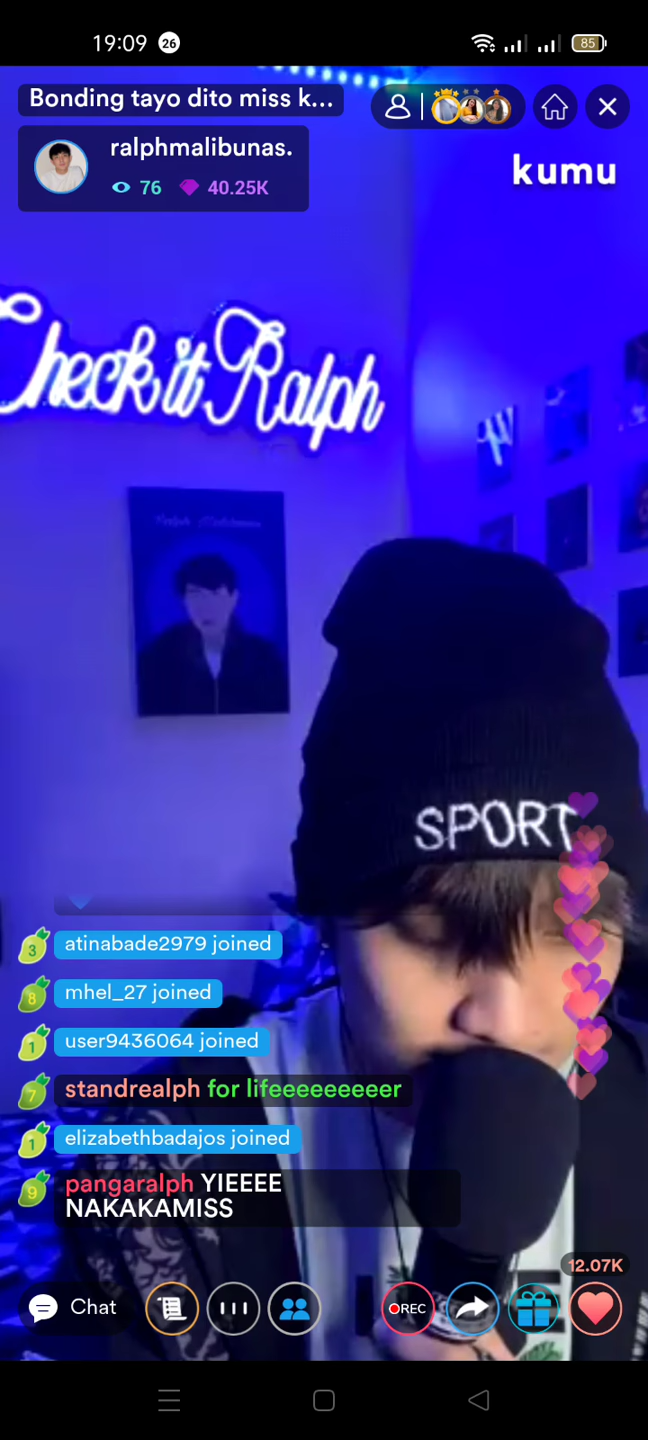 19:09 26
85
Bonding tayo dito miss k...
ralphmalibunas.
76 40.25K
kumu
Check it Ralph
SPORT
3 atinabade2979 joined
8 mhel_27 joined
1 user9436064 joined
7 standrealph for lifeeeeeeeeer
1 elizabethbadajos joined
9 pangaralph YIEEEE
NAKAKAMISS
12.07K
Chat
REC